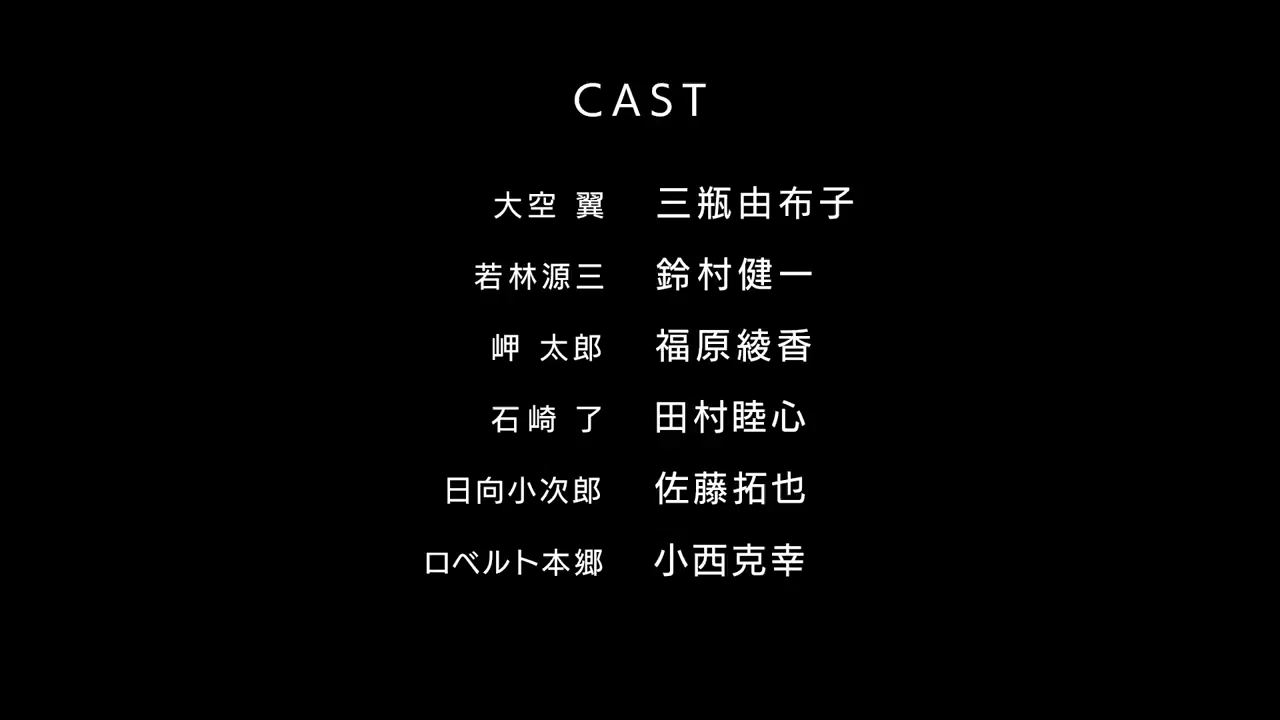 CAST
大空 翼 三瓶由布子
若林源三 鈴村健一
岬 太郎 福原綾香
石崎 了 田村睦心
日向小次郎 佐藤拓也
ロベルト本郷 小西克幸